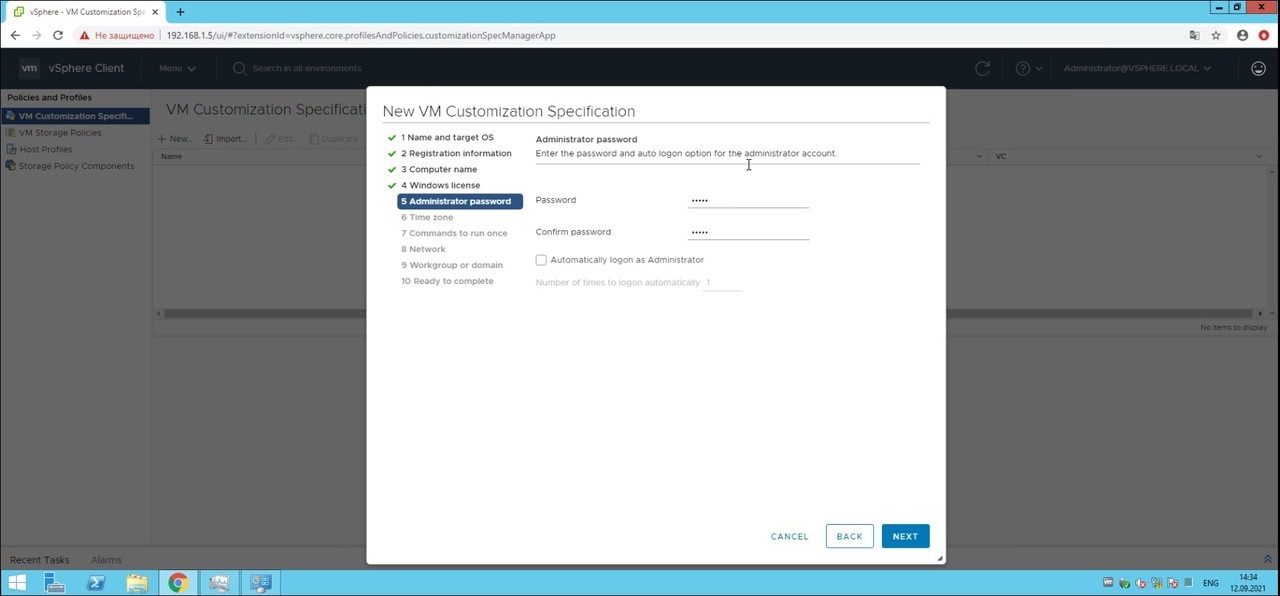 vSphere - VM Customization Spe
Не защищено
192.168.1.5/ui/#?extensionId=vsphere.core.profilesAndPolicies.customizationSpecManagerApp
vm vSphere Client Menu Search in all environments Administrator@VSPHERE.LOCAL
Policies and Profiles
VM Customization Specifi...
VM Storage Policies
Host Profiles
Storage Policy Components
VM Customization Specificati
New... Import... Edit... Duplicate
Name VC
No items to display
New VM Customization Specification
1 Name and target OS
2 Registration information
3 Computer name
4 Windows license
5 Administrator password
6 Time zone
7 Commands to run once
8 Network
9 Workgroup or domain
10 Ready to complete
Administrator password
Enter the password and auto logon option for the administrator account.
Password •••••
Confirm password •••••
Automatically logon as Administrator
Number of times to logon automatically 1
CANCEL BACK NEXT
Recent Tasks Alarms
ENG
14:34
12.09.2021